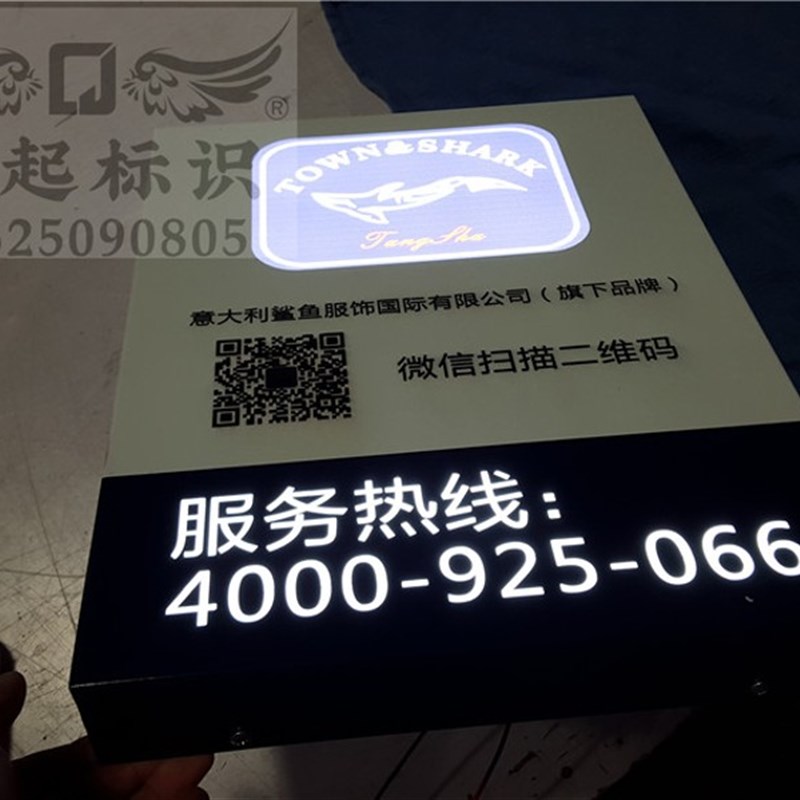 ®
起标识
525090805
TOWN&SHARK
TangSha
意大利鲨鱼服饰国际有限公司（旗下品牌）
微信扫描二维码
服务热线：
4000-925-066